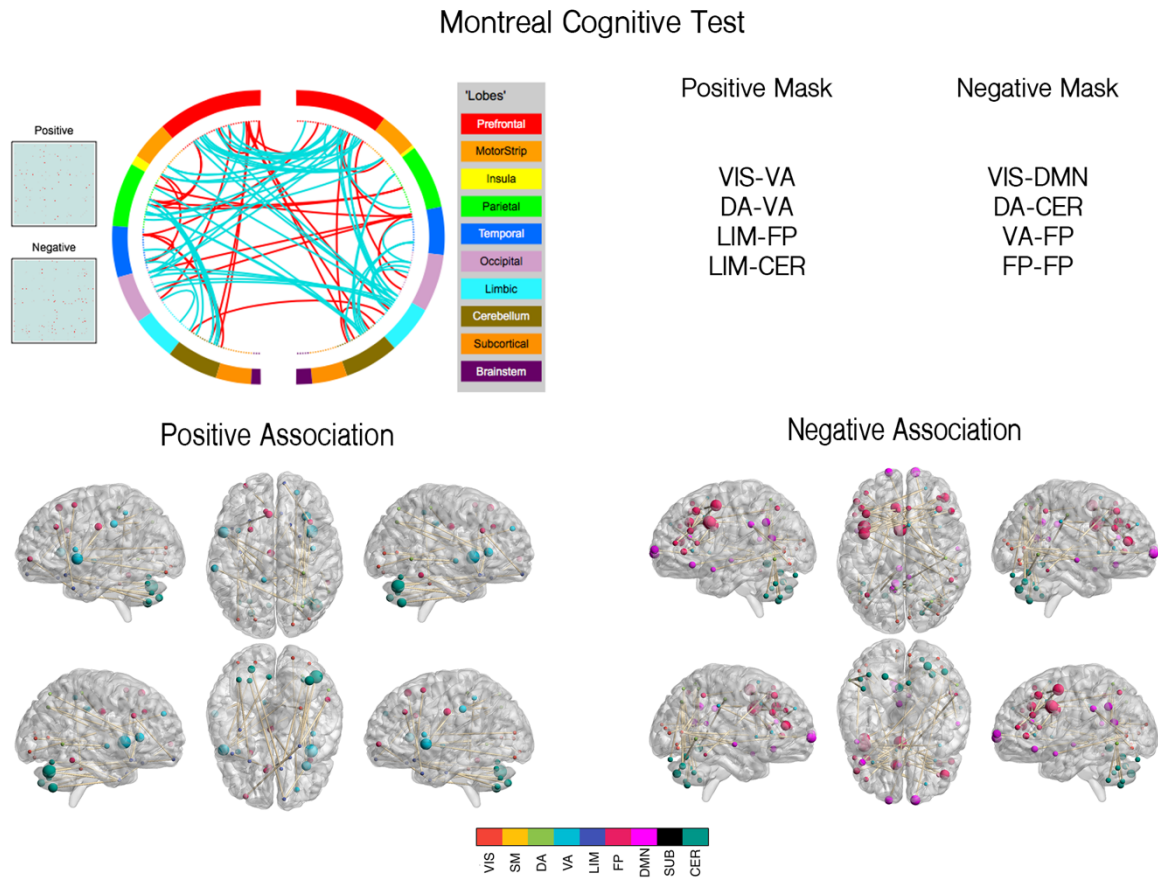 Montreal Cognitive Test
Positive
Negative
'Lobes'
Prefrontal
MotorStrip
Insula
Parietal
Temporal
Occipital
Limbic
Cerebellum
Subcortical
Brainstem
Positive Mask
VIS-VA
DA-VA
LIM-FP
LIM-CER
Negative Mask
VIS-DMN
DA-CER
VA-FP
FP-FP
Positive Association
Negative Association
VIS
SM
DA
VA
LIM
FP
DMN
SUB
CER